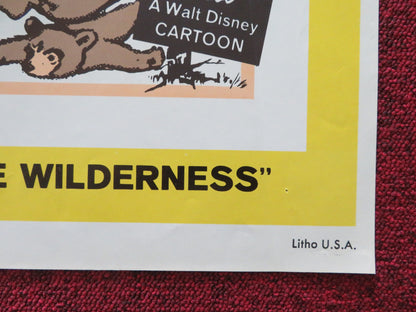 A Walt Disney
CARTOON
E WILDERNESS"
Litho U.S.A.